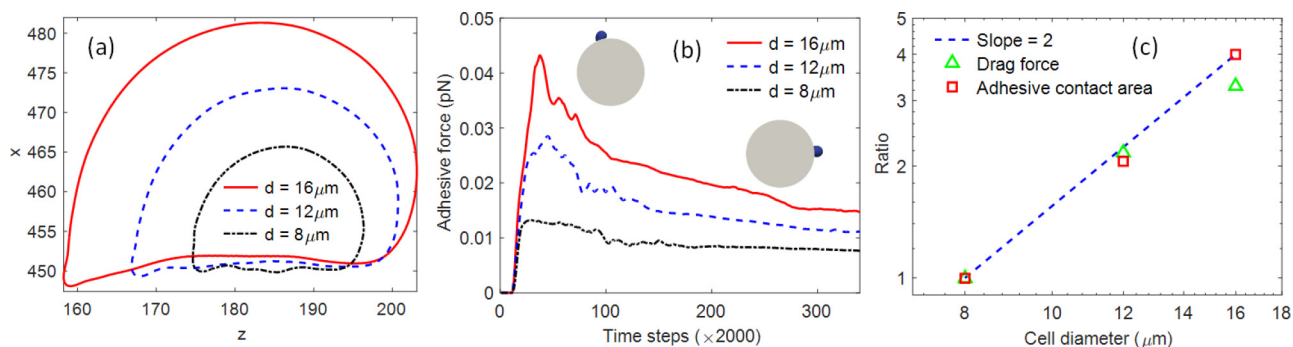 (a)
480
475
470
465
460
455
450
x
d = 16μm
d = 12μm
d = 8μm
160
170
180
190
200
z
(b)
d = 16μm
d = 12μm
d = 8μm
0.05
0.04
0.03
0.02
0.01
0
Adhesive force (pN)
0
100
200
300
Time steps (×2000)
(c)
Slope = 2
Drag force
Adhesive contact area
5
4
3
2
1
Ratio
8
10
12
14
16
18
Cell diameter (μm)